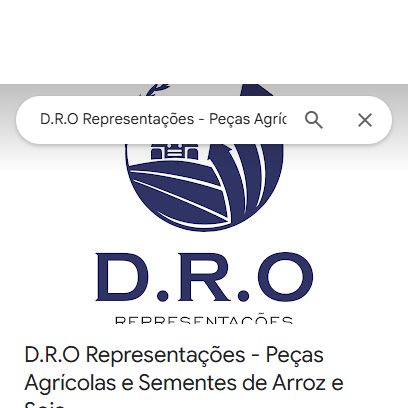 D.R.O Representações - Peças Agríc
D.R.O
REPRESENTAÇÕES
D.R.O Representações - Peças
Agrícolas e Sementes de Arroz e
Soja